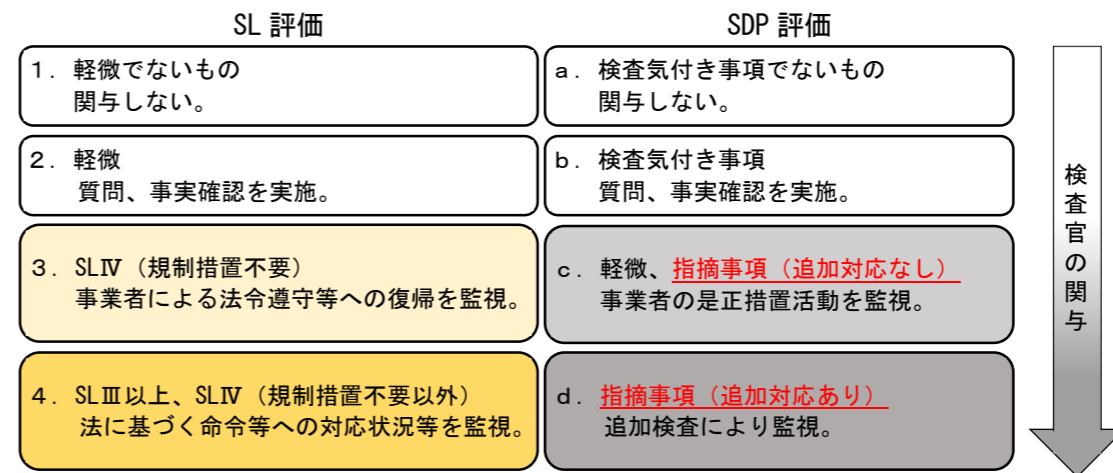 SL 評価
1. 軽微でないもの
関与しない。
2. 軽微
質問、事実確認を実施。
3. SLⅣ（規制措置不要）
事業者による法令遵守等への復帰を監視。
4. SLⅢ以上、SLⅣ（規制措置不要以外）
法に基づく命令等への対応状況等を監視。
SDP 評価
a. 検査気付き事項でないもの
関与しない。
b. 検査気付き事項
質問、事実確認を実施。
c. 軽微、指摘事項（追加対応なし）
事業者の是正措置活動を監視。
d. 指摘事項（追加対応あり）
追加検査により監視。
検査官の関与